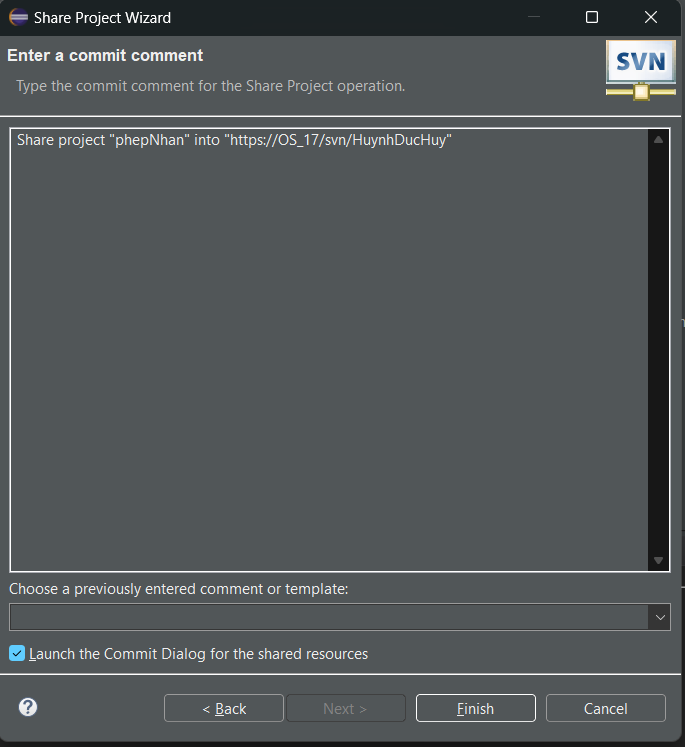 Share Project Wizard
Enter a commit comment
Type the commit comment for the Share Project operation.
SVN
Share project "phepNhan" into "https://OS_17/svn/HuynhDucHuy"
Choose a previously entered comment or template:
Launch the Commit Dialog for the shared resources
?
< Back
Next >
Finish
Cancel